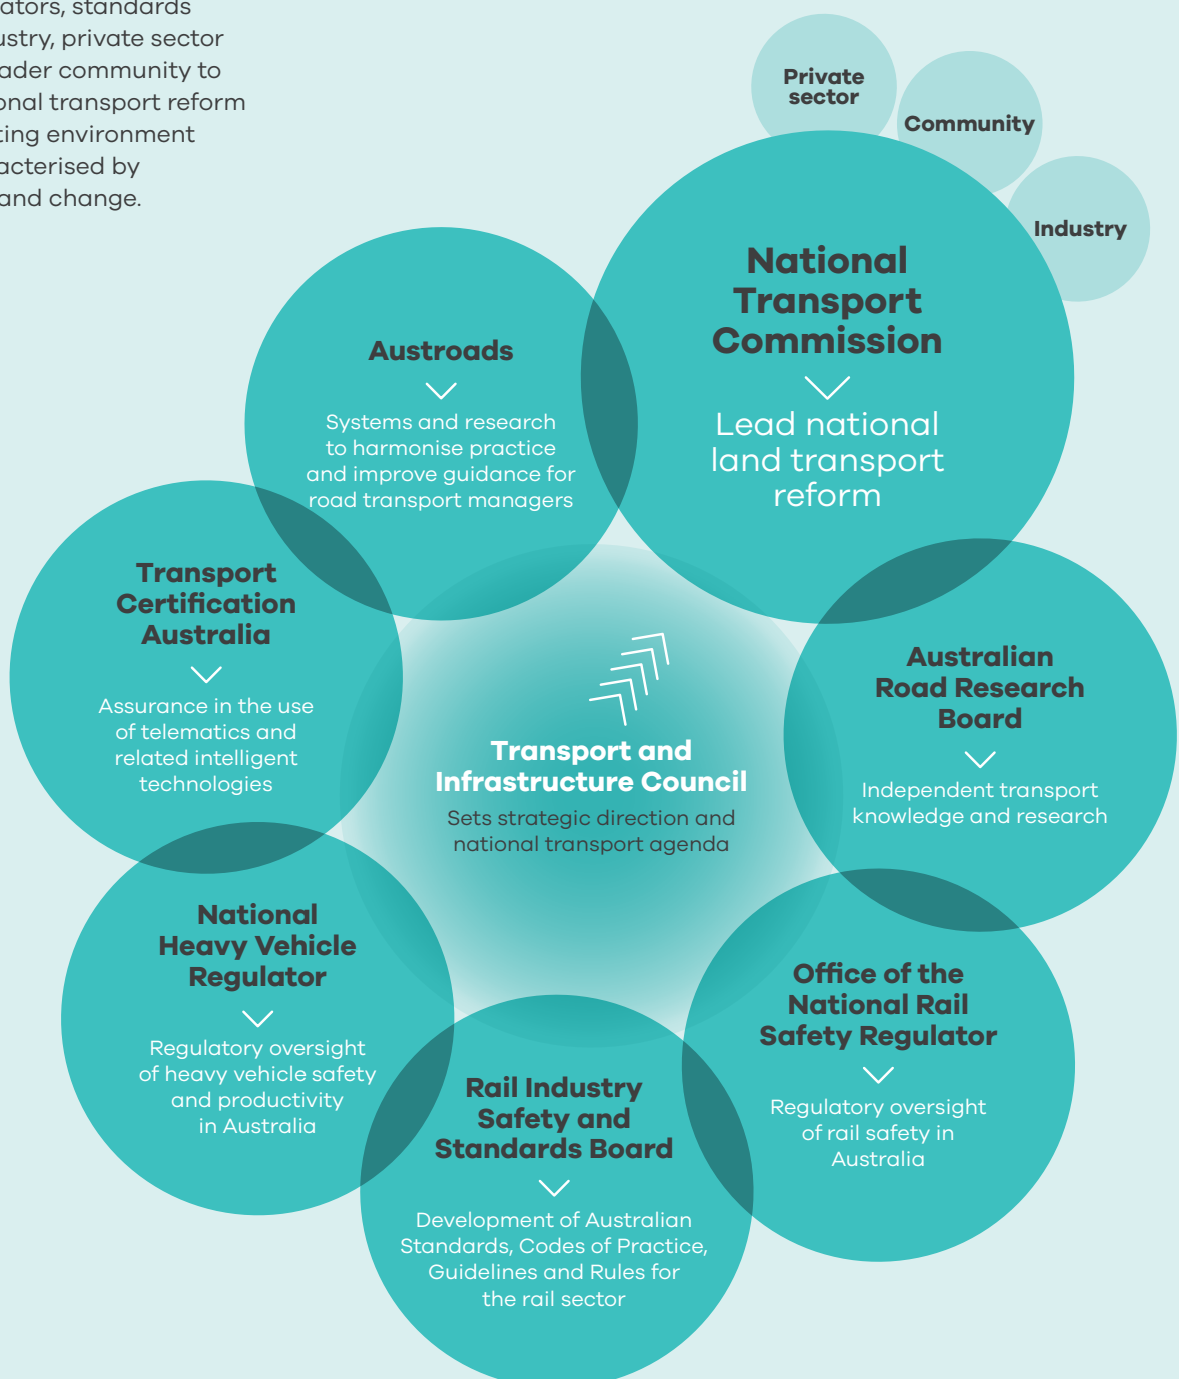 ators, standards
ustry, private sector
ader community to
onal transport reform
ting environment
acterised by
and change.
Private
sector
Community
Industry
National
Transport
Commission
Lead national
land transport
reform
Austroads
Systems and research
to harmonise practice
and improve guidance for
road transport managers
Transport
Certification
Australia
Assurance in the use
of telematics and
related intelligent
technologies
Australian
Road Research
Board
Independent transport
knowledge and research
Transport and
Infrastructure Council
Sets strategic direction and
national transport agenda
National
Heavy Vehicle
Regulator
Regulatory oversight
of heavy vehicle safety
and productivity
in Australia
Office of the
National Rail
Safety Regulator
Regulatory oversight
of rail safety in
Australia
Rail Industry
Safety and
Standards Board
Development of Australian
Standards, Codes of Practice,
Guidelines and Rules for
the rail sector